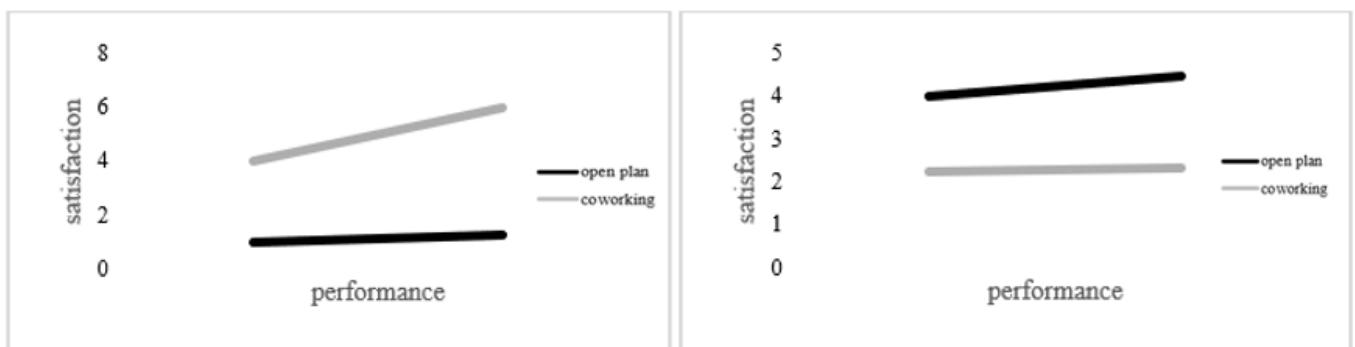 8
6
4
2
0
satisfaction
performance
open plan
coworking
5
4
3
2
1
0
satisfaction
performance
open plan
coworking